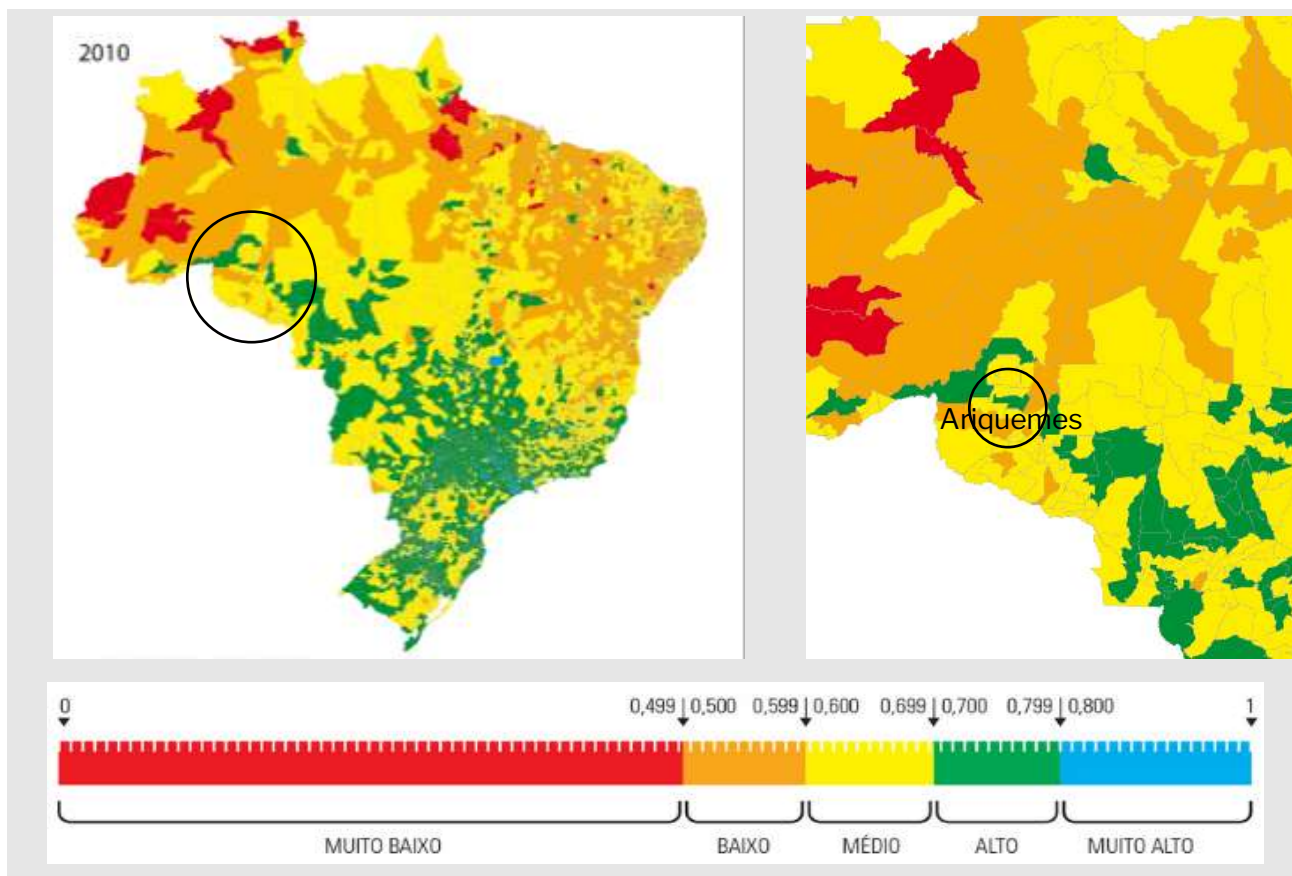 2010
Ariquemes
0 0,499 0,500 0,599 0,600 0,699 0,700 0,799 0,800 1
MUITO BAIXO BAIXO MÉDIO ALTO MUITO ALTO